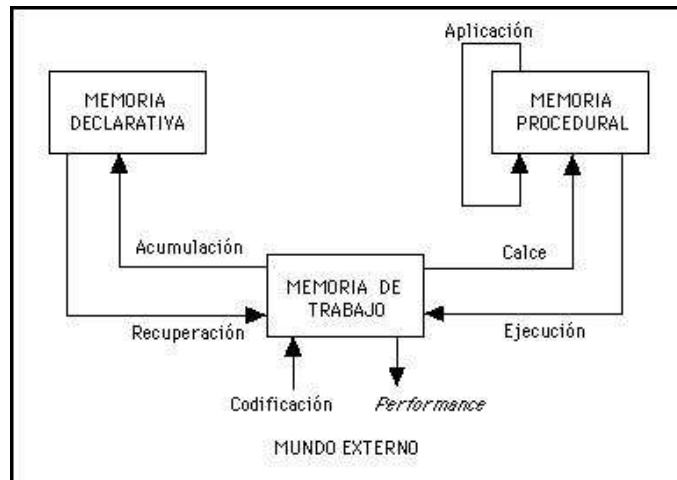 Aplicación
MEMORIA
DECLARATIVA
MEMORIA
PROCEDURAL
Acumulación
Calce
MEMORIA DE
TRABAJO
Recuperación
Ejecución
Codificación
Performance
MUNDO EXTERNO